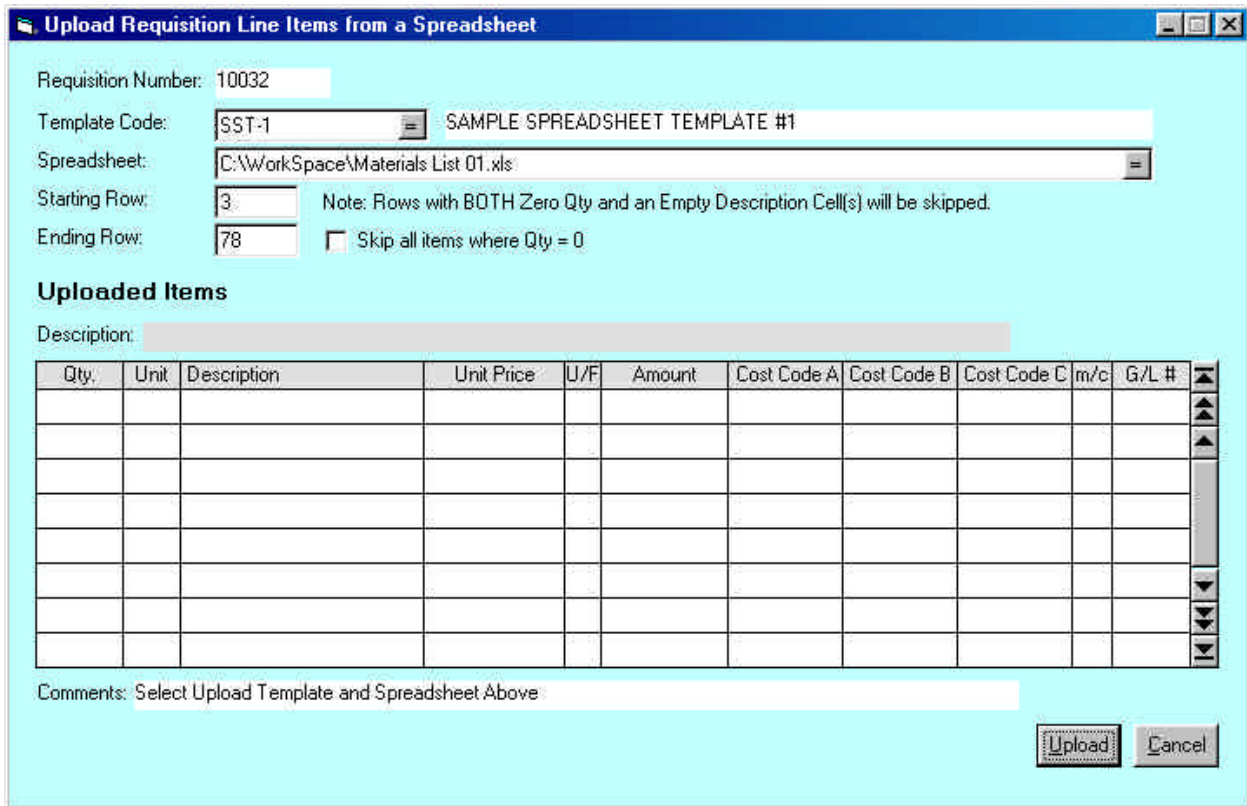 Upload Requisition Line Items from a Spreadsheet
Requisition Number: 10032
Template Code: SST-1 = SAMPLE SPREADSHEET TEMPLATE #1
Spreadsheet: C:\WorkSpace\Materials List 01.xls =
Starting Row: 3 Note: Rows with BOTH Zero Qty and an Empty Description Cell(s) will be skipped.
Ending Row: 78 Skip all items where Qty = 0
Uploaded Items
Description:
Qty. Unit Description Unit Price U/F Amount Cost Code A Cost Code B Cost Code C m/c G/L #
Comments: Select Upload Template and Spreadsheet Above
Upload Cancel